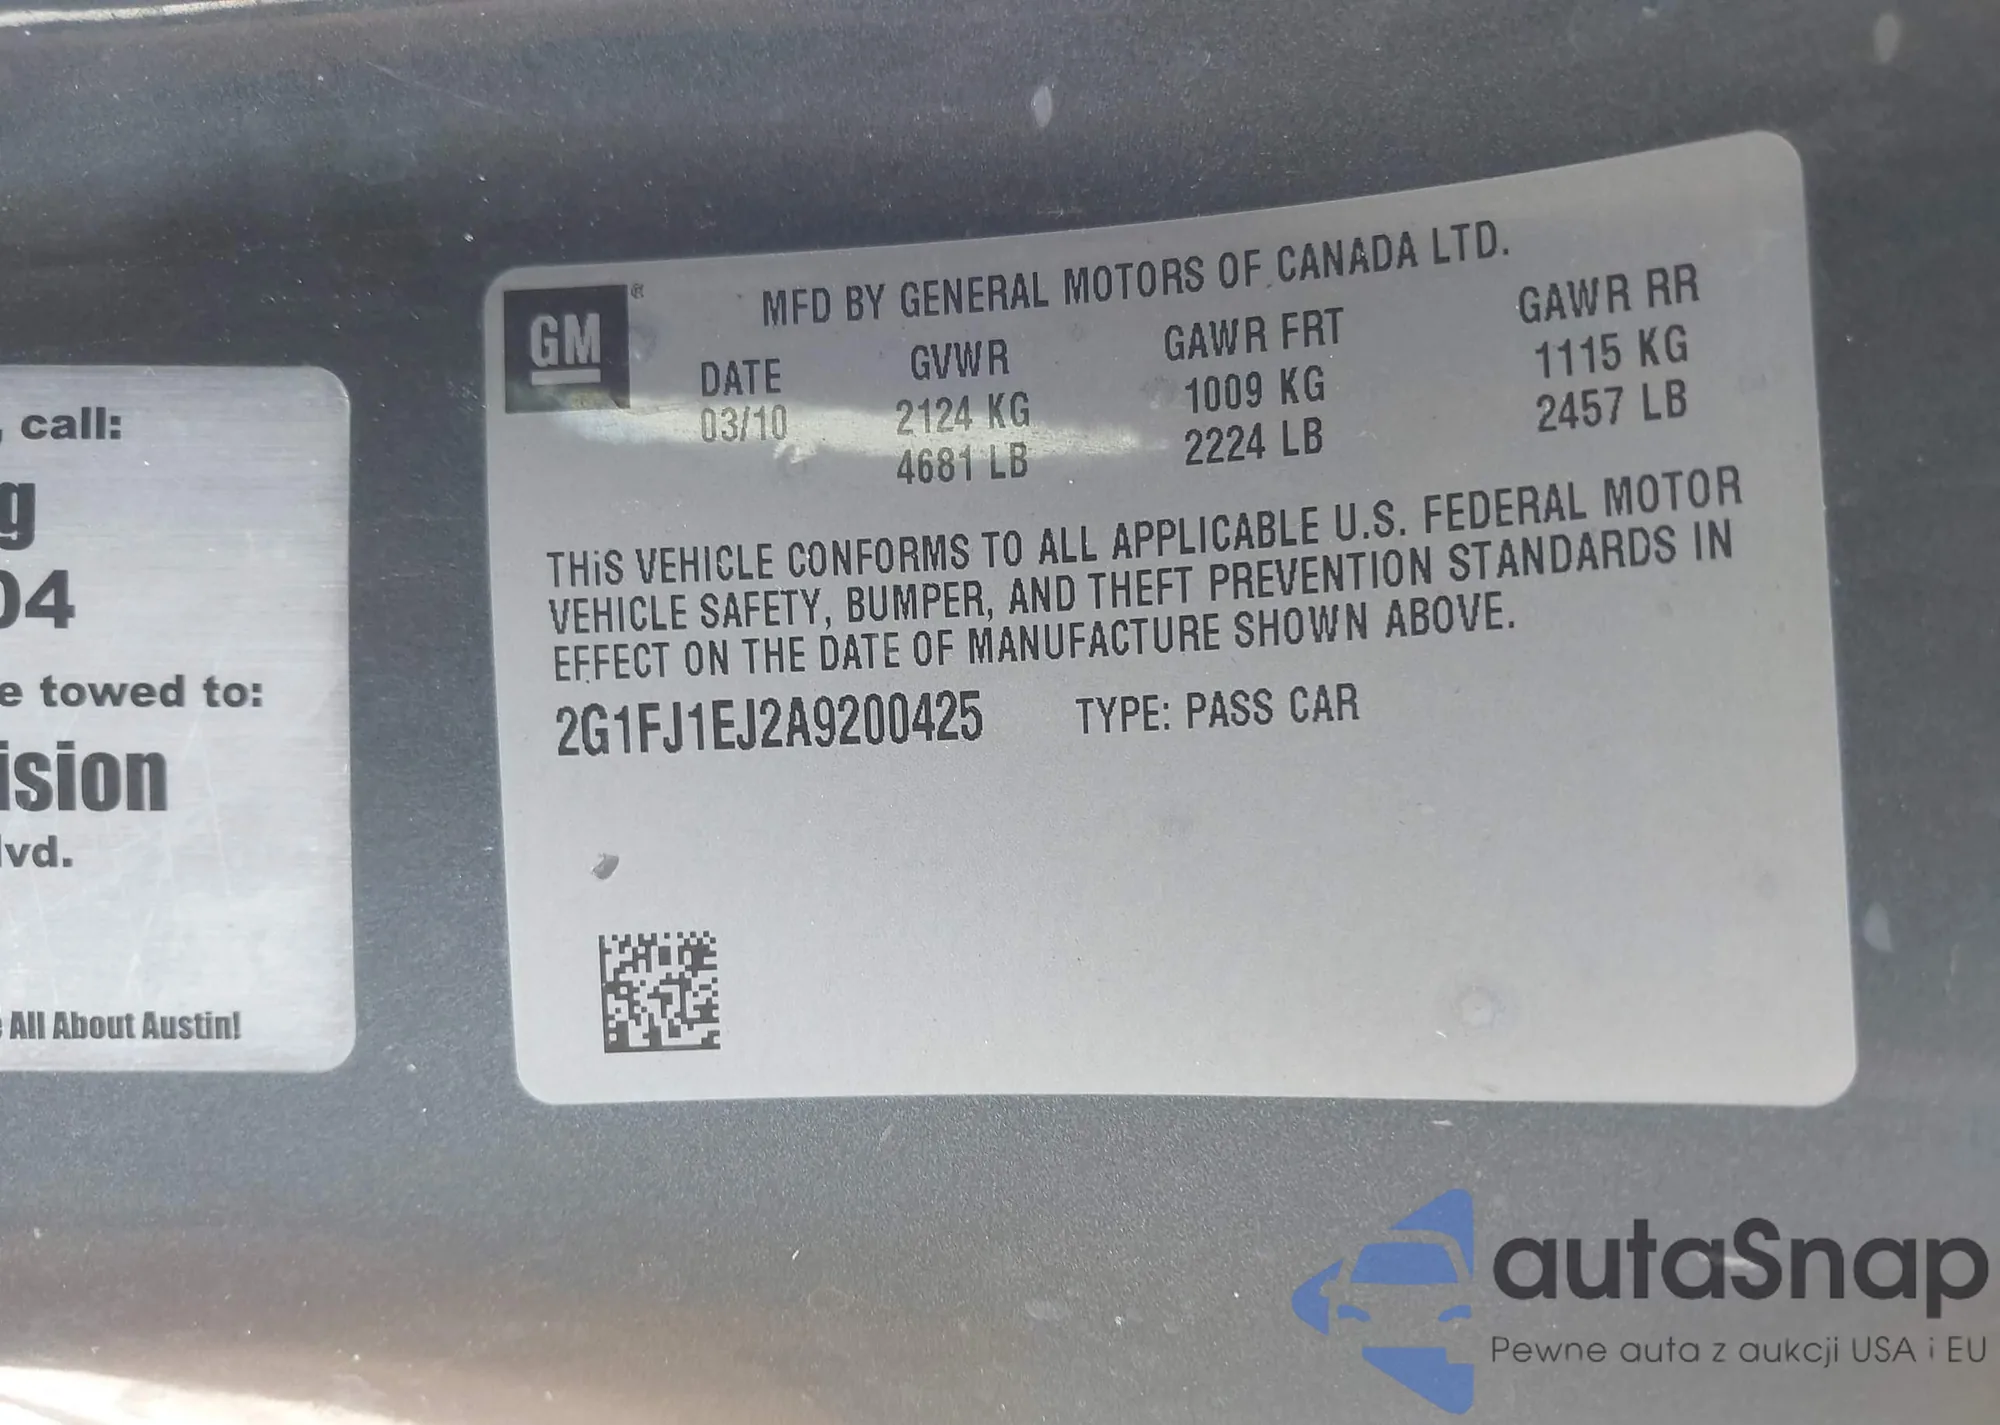 , call:
g
04
e towed to:
ision
lvd.
All About Austin!
GM®
MFD BY GENERAL MOTORS OF CANADA LTD.
DATE GVWR GAWR FRT GAWR RR
03/10 2124 KG 1009 KG 1115 KG
4681 LB 2224 LB 2457 LB
THiS VEHICLE CONFORMS TO ALL APPLICABLE U.S. FEDERAL MOTOR
VEHICLE SAFETY, BUMPER, AND THEFT PREVENTION STANDARDS IN
EFFECT ON THE DATE OF MANUFACTURE SHOWN ABOVE.
2G1FJ1EJ2A9200425 TYPE: PASS CAR
autaSnap
Pewne auta z aukcji USA i EU